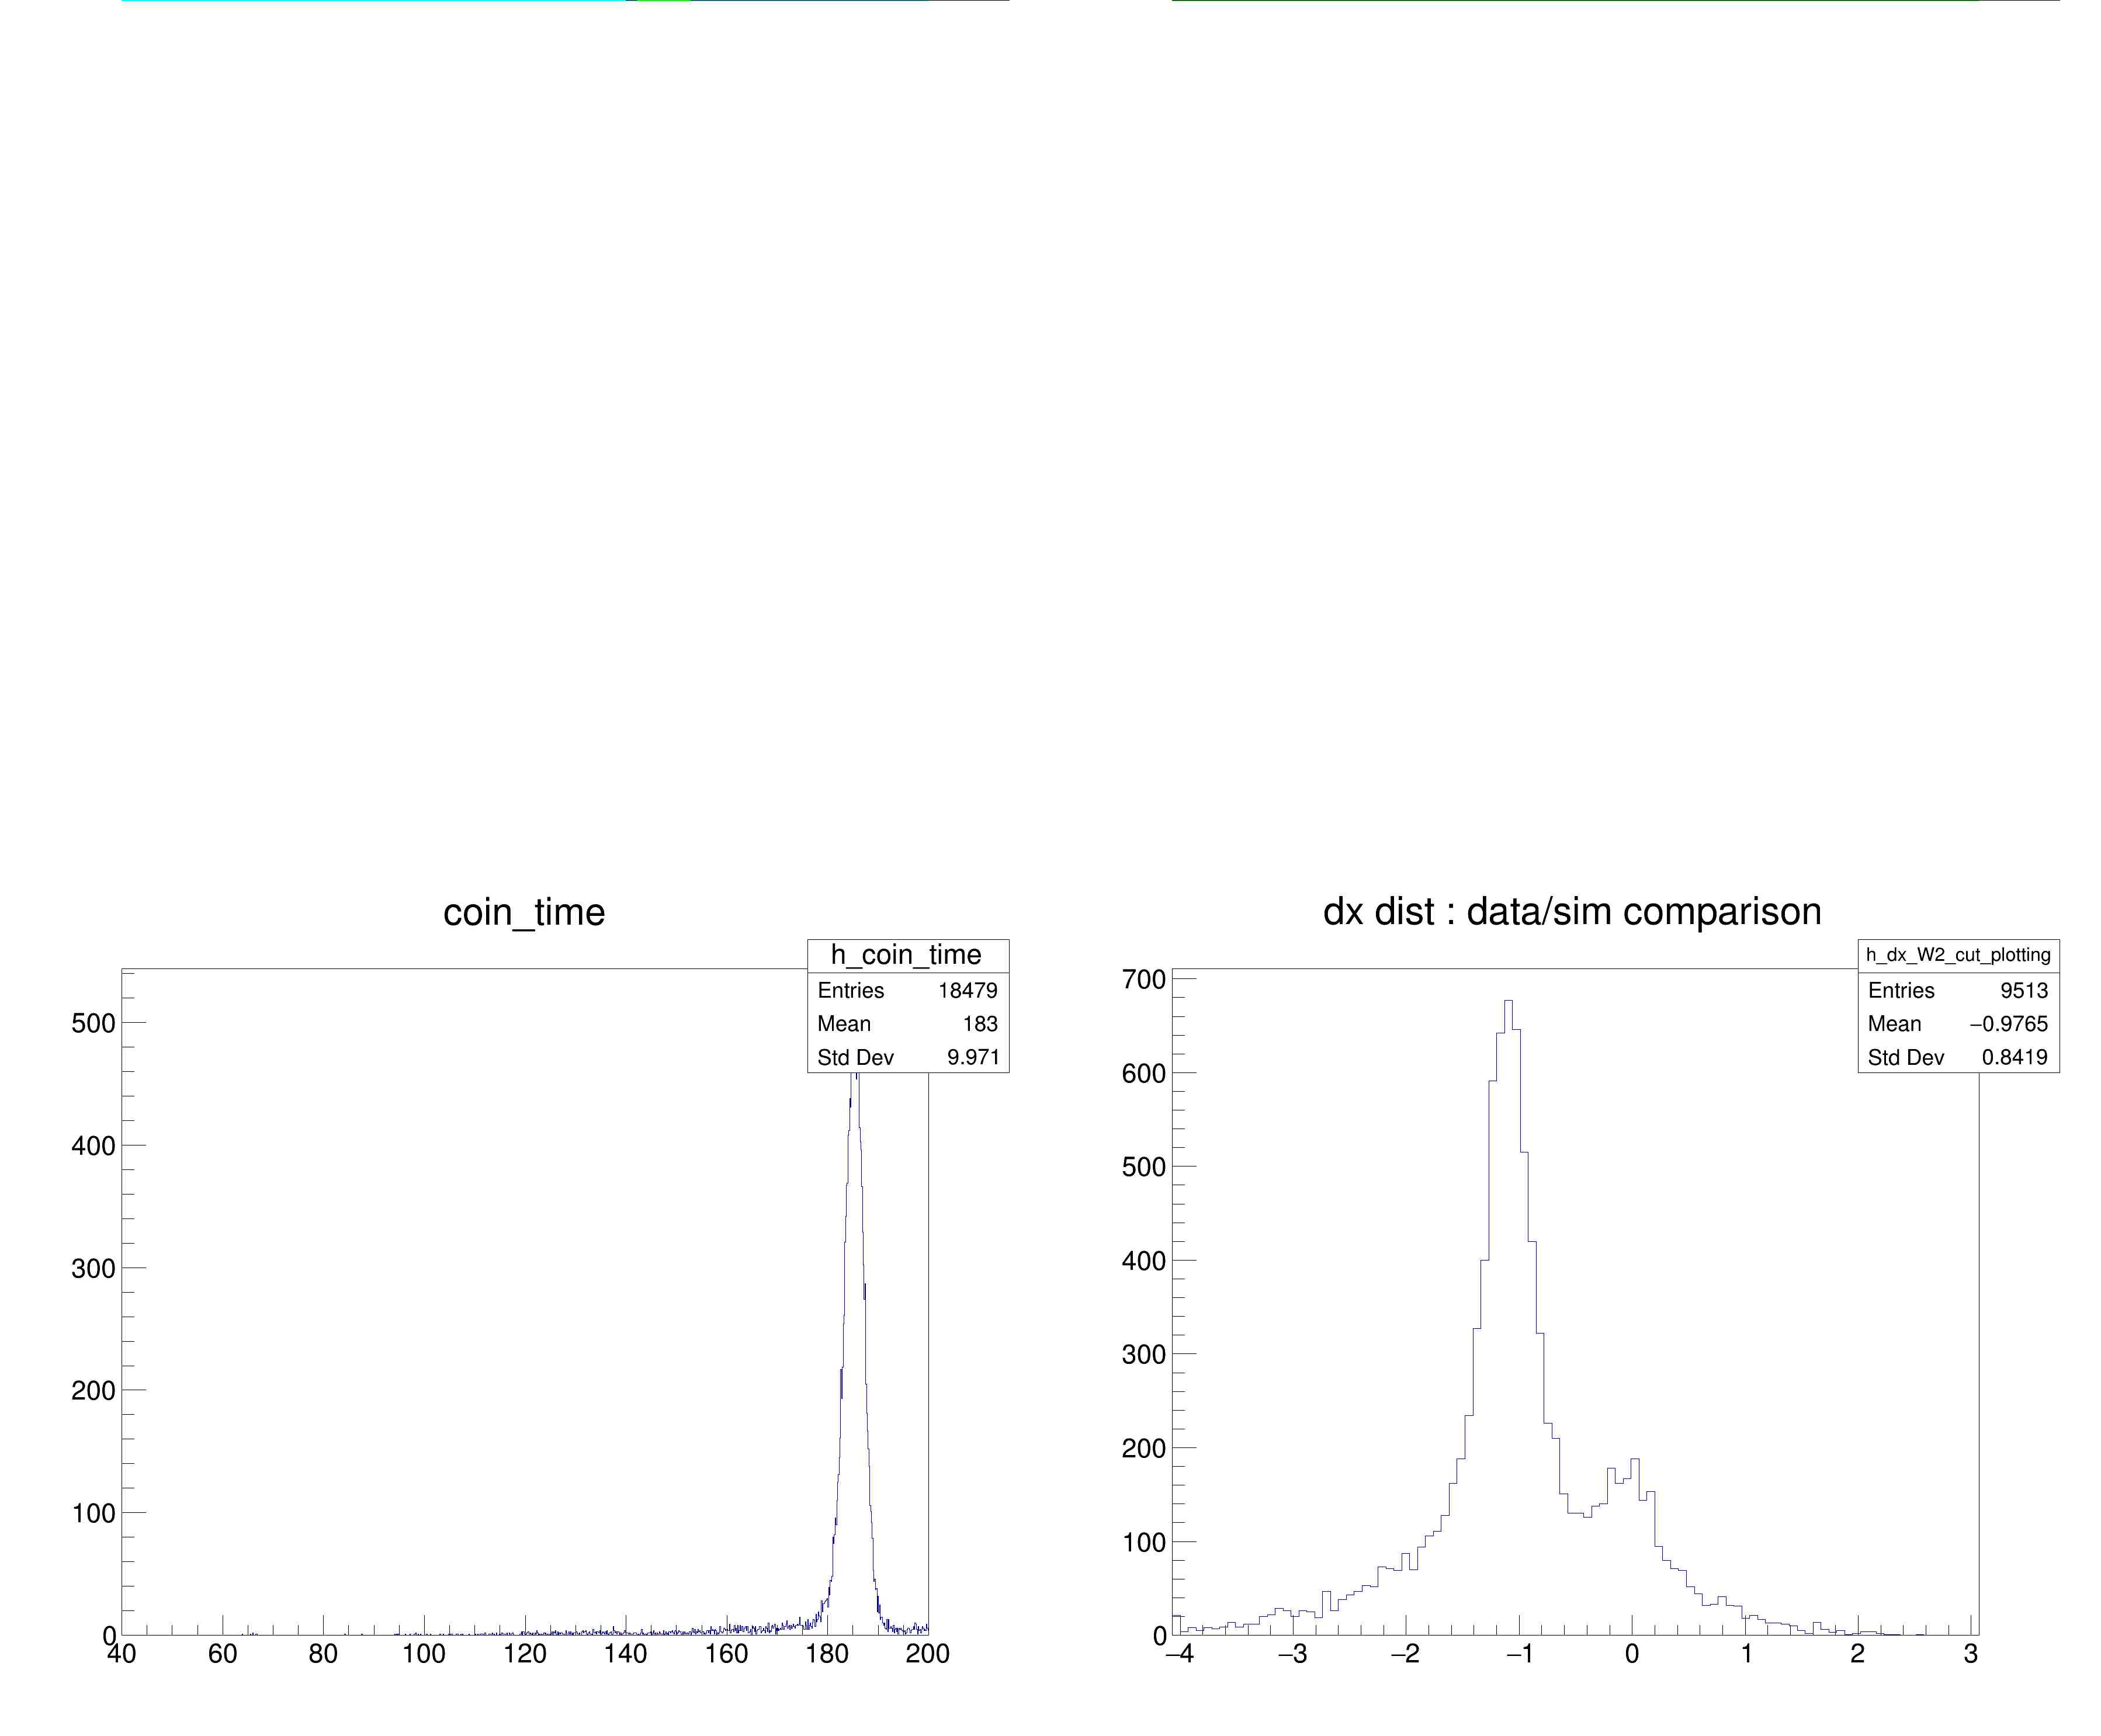 coin_time
h_coin_time
Entries 18479
Mean 183
Std Dev 9.971
500
400
300
200
100
0
40 60 80 100 120 140 160 180 200
dx dist : data/sim comparison
h_dx_W2_cut_plotting
Entries 9513
Mean −0.9765
Std Dev 0.8419
700
600
500
400
300
200
100
0
−4 −3 −2 −1 0 1 2 3